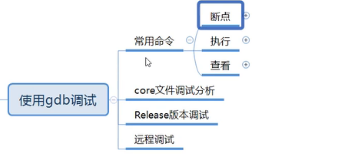 使用gdb调试
常用命令
断点
执行
查看
core文件调试分析
Release版本调试
远程调试